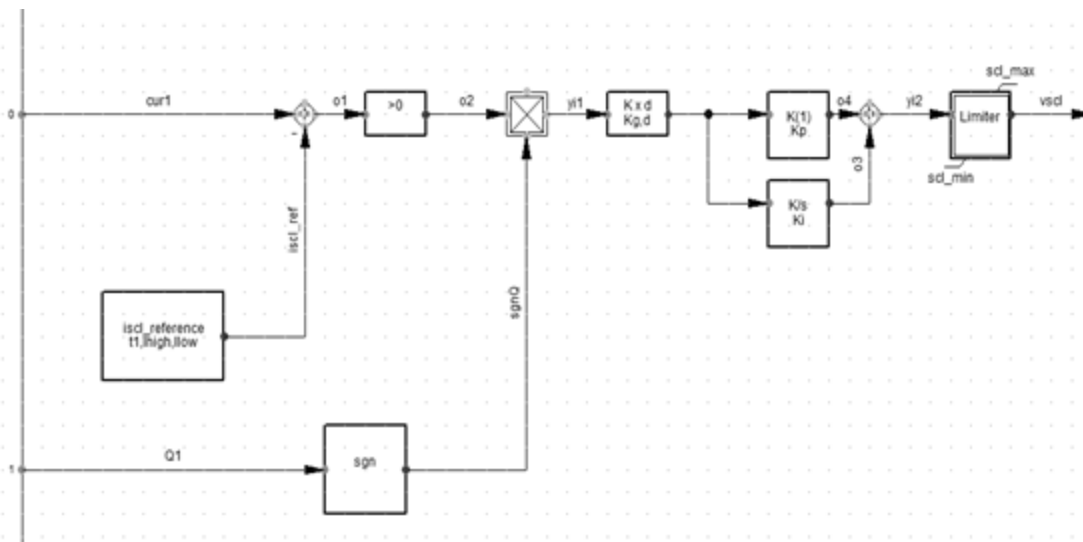 scl_max
cur1
o1
>0
o2
yi1
K x d
Kg,d
K(1)
Kp
o4
yi2
Limiter
vscl
0
-
scl_min
o3
K/s
Ki
iscl_ref
sgnQ
iscl_reference
t1,Ihigh,Ilow
Q1
sgn
1